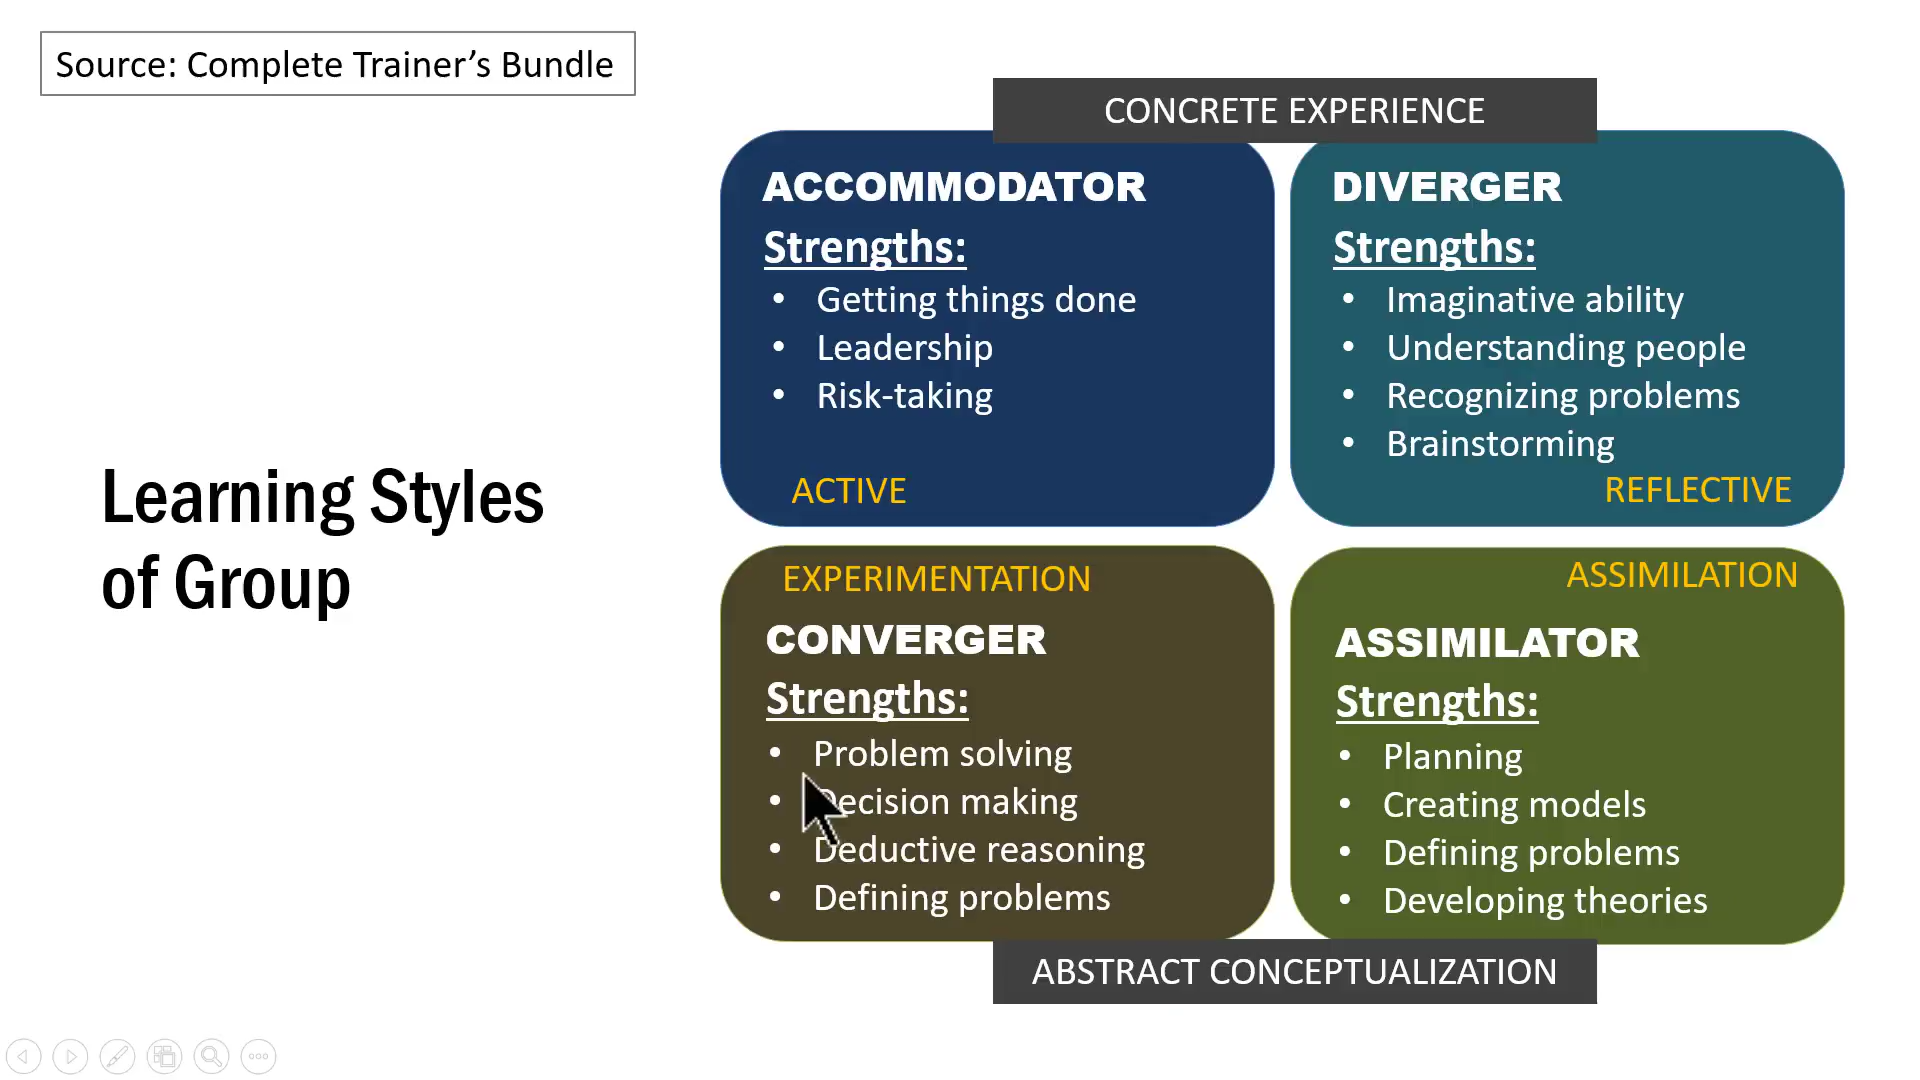 Source: Complete Trainer’s Bundle
Learning Styles
of Group
CONCRETE EXPERIENCE
ACCOMMODATOR
Strengths:
• Getting things done
• Leadership
• Risk-taking
ACTIVE
DIVERGER
Strengths:
• Imaginative ability
• Understanding people
• Recognizing problems
• Brainstorming
REFLECTIVE
EXPERIMENTATION
CONVERGER
Strengths:
• Problem solving
• Decision making
• Deductive reasoning
• Defining problems
ASSIMILATION
ASSIMILATOR
Strengths:
• Planning
• Creating models
• Defining problems
• Developing theories
ABSTRACT CONCEPTUALIZATION